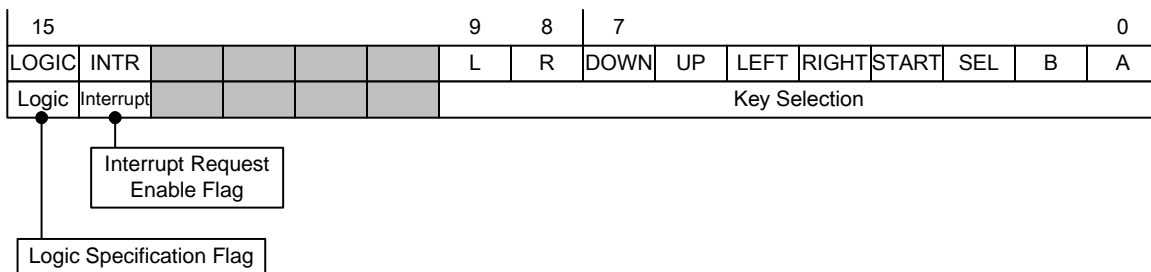 15 9 8 7 0
LOGIC INTR L R DOWN UP LEFT RIGHT START SEL B A
Logic Interrupt Key Selection
Interrupt Request
Enable Flag
Logic Specification Flag